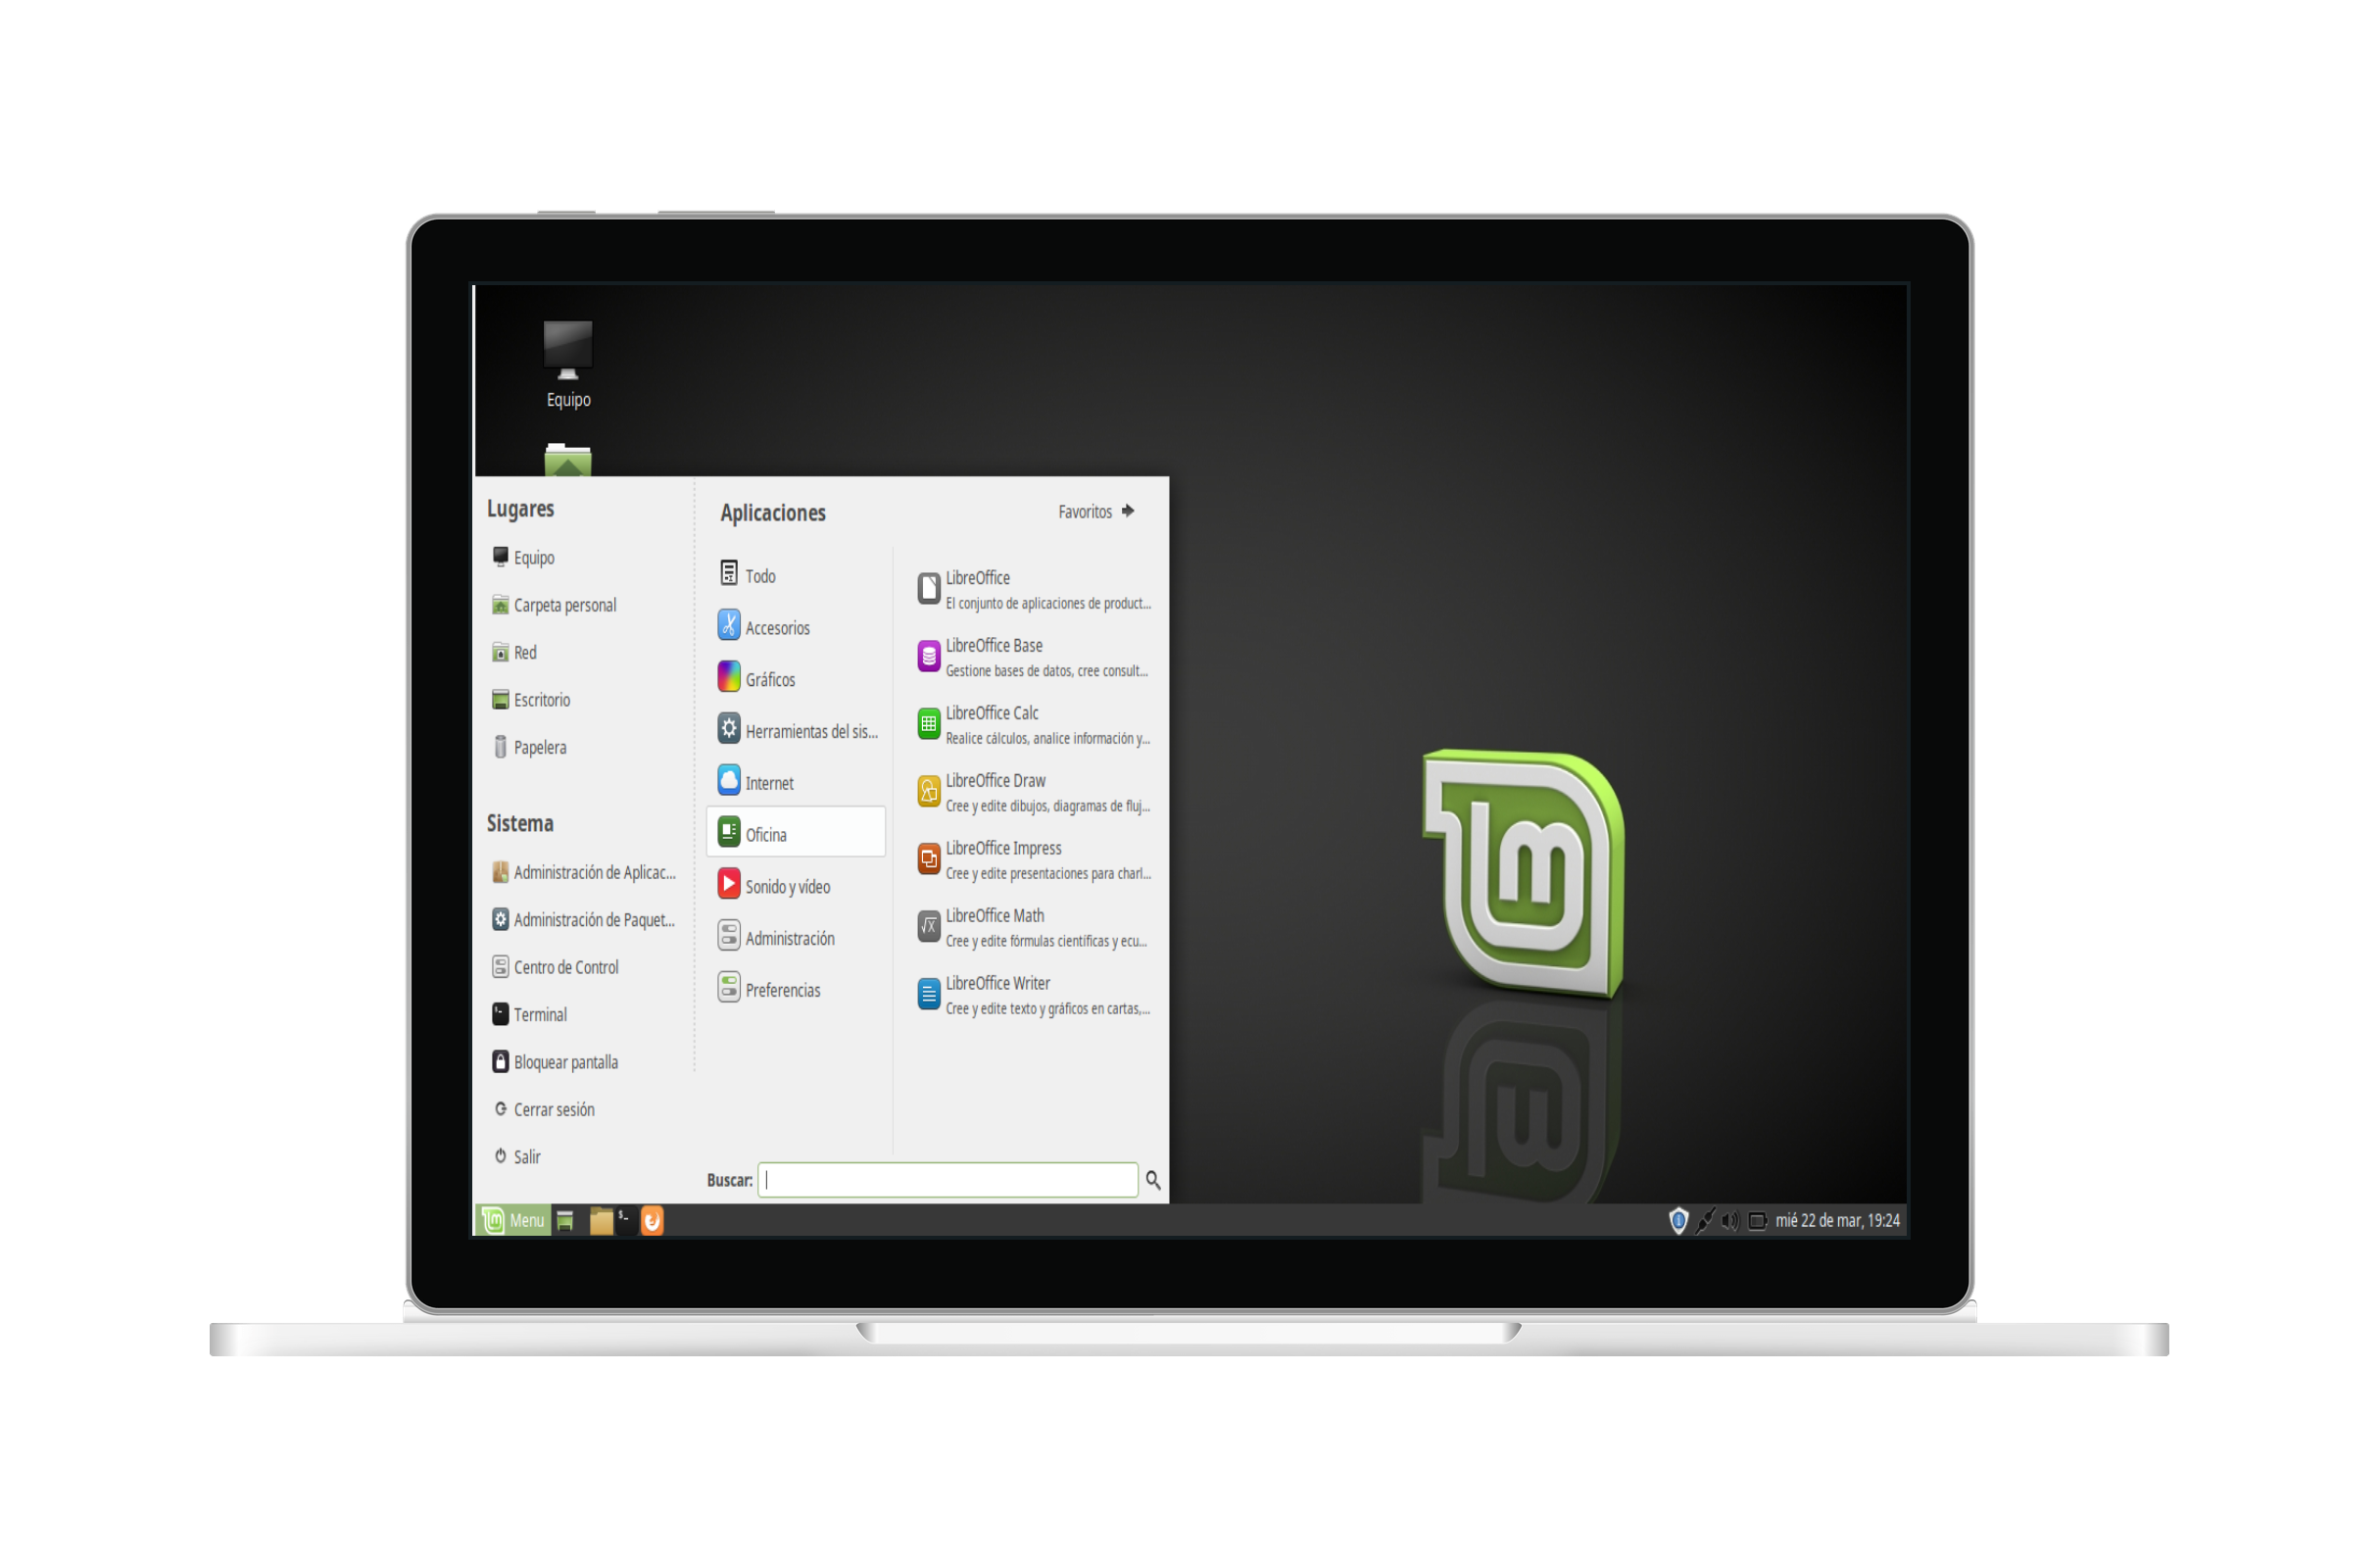 Equipo
Lugares
Equipo
Carpeta personal
Red
Escritorio
Papelera
Sistema
Administración de Aplicac...
Administración de Paquet...
Centro de Control
Terminal
Bloquear pantalla
Cerrar sesión
Salir
Aplicaciones
Favoritos
Todo
Accesorios
Gráficos
Herramientas del sis...
Internet
Oficina
Sonido y vídeo
Administración
Preferencias
LibreOffice
El conjunto de aplicaciones de product...
LibreOffice Base
Gestione bases de datos, cree consult...
LibreOffice Calc
Realice cálculos, analice información y...
LibreOffice Draw
Cree y edite dibujos, diagramas de fluj...
LibreOffice Impress
Cree y edite presentaciones para charl...
LibreOffice Math
Cree y edite fórmulas científicas y ecu...
LibreOffice Writer
Cree y edite texto y gráficos en cartas,...
Buscar:
Menu
mié 22 de mar, 19:24